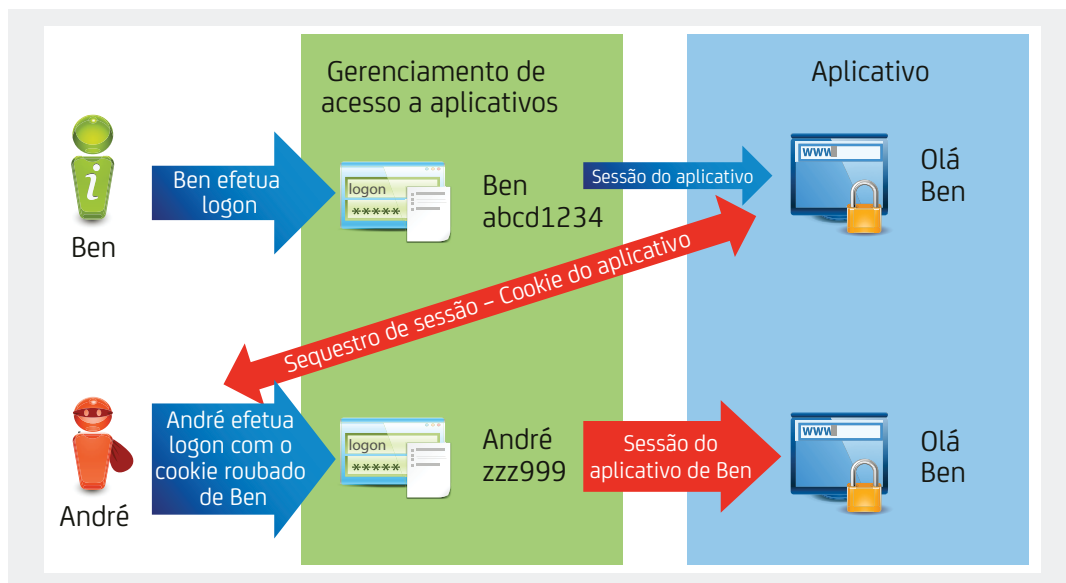 Gerenciamento de
acesso a aplicativos
Aplicativo
Ben efetua
logon
Ben
logon
*****
Ben
abcd1234
Sessão do aplicativo
www
Olá
Ben
Sequestro de sessão – Cookie do aplicativo
André efetua
logon com o
cookie roubado
de Ben
André
logon
*****
André
zzz999
Sessão do
aplicativo de Ben
www
Olá
Ben